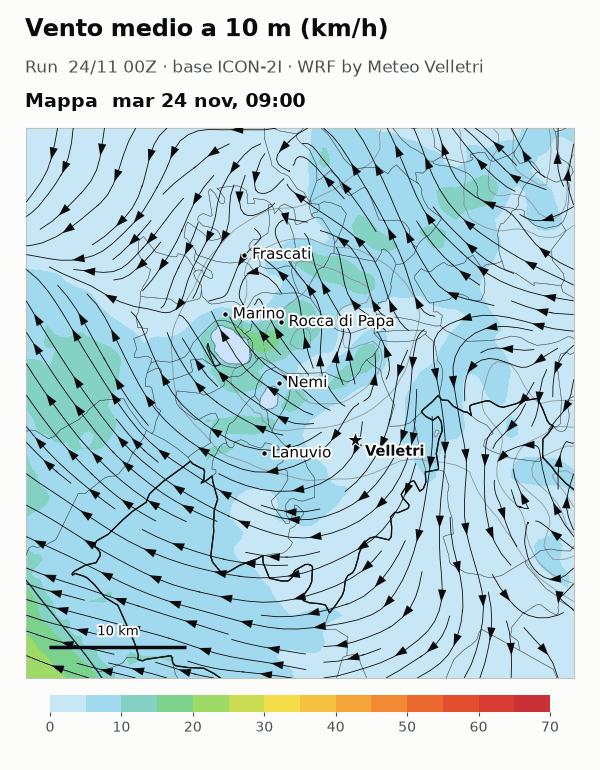 Vento medio a 10 m (km/h)
Run  24/11 00Z · base ICON-2I · WRF by Meteo Velletri
Mappa  mar 24 nov, 09:00
Frascati
Marino
Rocca di Papa
Nemi
Velletri
Lanuvio
10 km
0 10 20 30 40 50 60 70